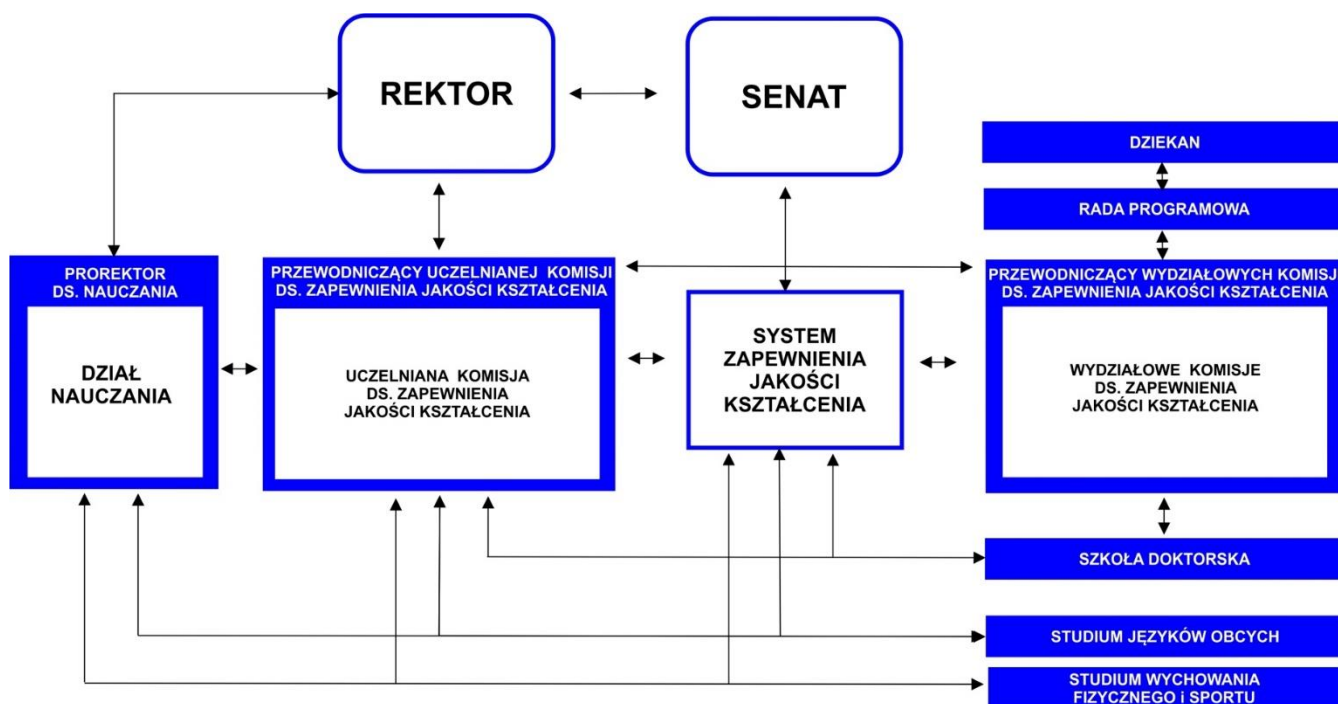 REKTOR
SENAT
DZIEKAN
RADA PROGRAMOWA
PROREKTOR
DS. NAUCZANIA
DZIAŁ
NAUCZANIA
PRZEWODNICZĄCY UCZELNIANEJ KOMISJI
DS. ZAPEWNIENIA JAKOŚCI KSZTAŁCENIA
UCZELNIANA KOMISJA
DS. ZAPEWNIENIA
JAKOŚCI KSZTAŁCENIA
SYSTEM
ZAPEWNIENIA
JAKOŚCI
KSZTAŁCENIA
PRZEWODNICZĄCY WYDZIAŁOWYCH KOMISJI
DS. ZAPEWNIENIA JAKOŚCI KSZTAŁCENIA
WYDZIAŁOWE KOMISJE
DS. ZAPEWNIENIA
JAKOŚCI KSZTAŁCENIA
SZKOŁA DOKTORSKA
STUDIUM JĘZYKÓW OBCYCH
STUDIUM WYCHOWANIA
FIZYCZNEGO i SPORTU